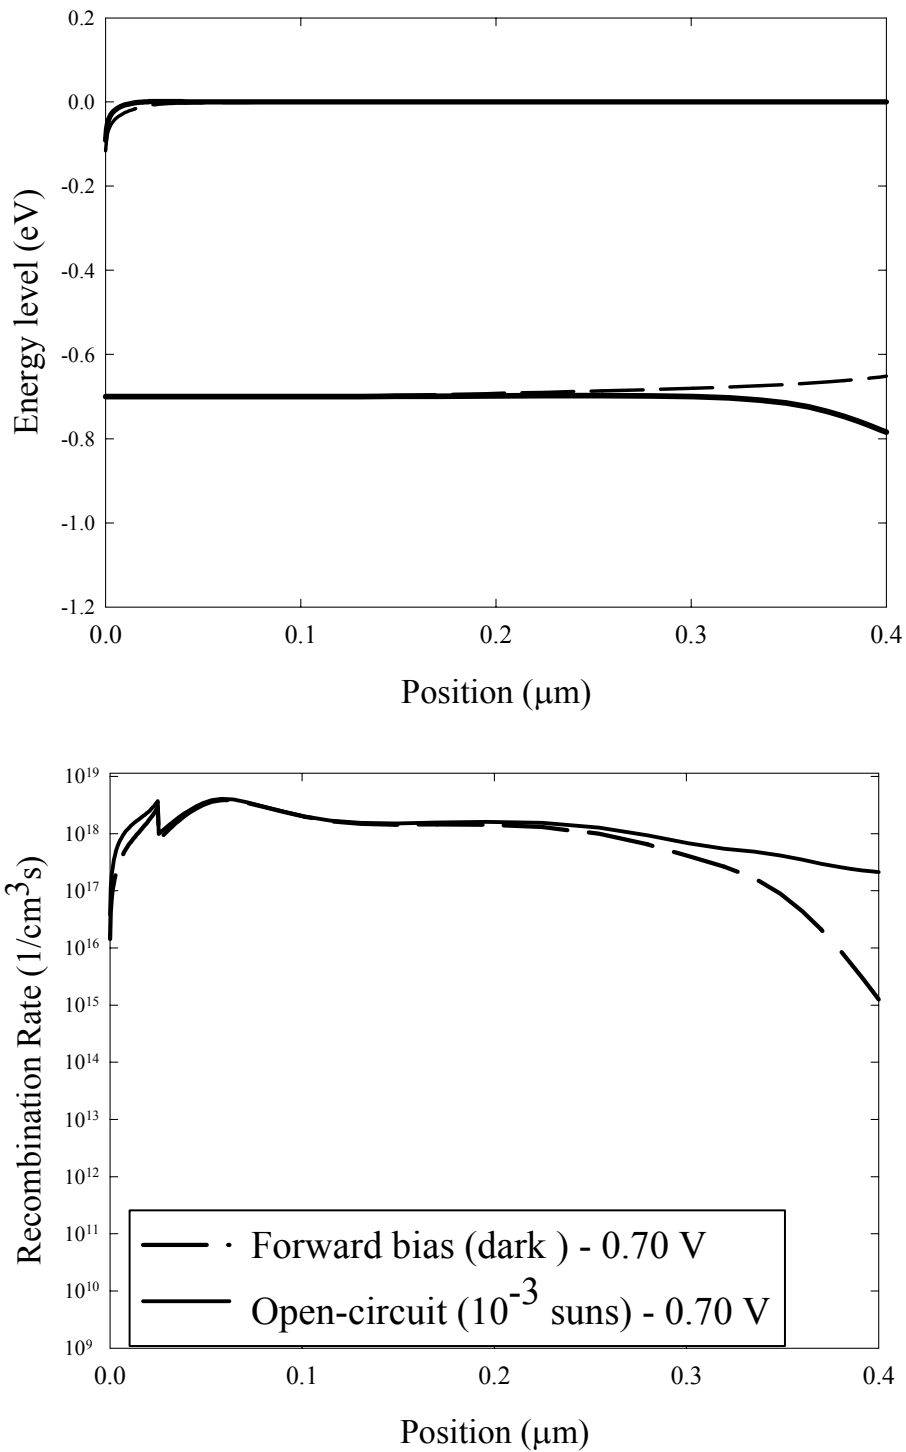 0.2
0.0
-0.2
-0.4
-0.6
-0.8
-1.0
-1.2
Energy level (eV)
0.0 0.1 0.2 0.3 0.4
Position (μm)
10¹⁹
10¹⁸
10¹⁷
10¹⁶
10¹⁵
10¹⁴
10¹³
10¹²
10¹¹
10¹⁰
10⁹
Recombination Rate (1/cm³s)
Forward bias (dark ) - 0.70 V
Open-circuit (10⁻³ suns) - 0.70 V
0.0 0.1 0.2 0.3 0.4
Position (μm)